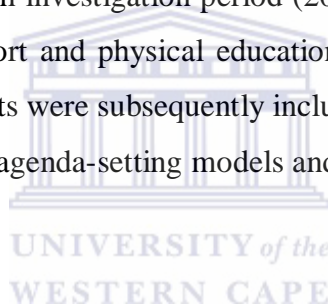 n investigation period (20
ort and physical education
ts were subsequently inclu
agenda-setting models and
UNIVERSITY of the
WESTERN CAPE